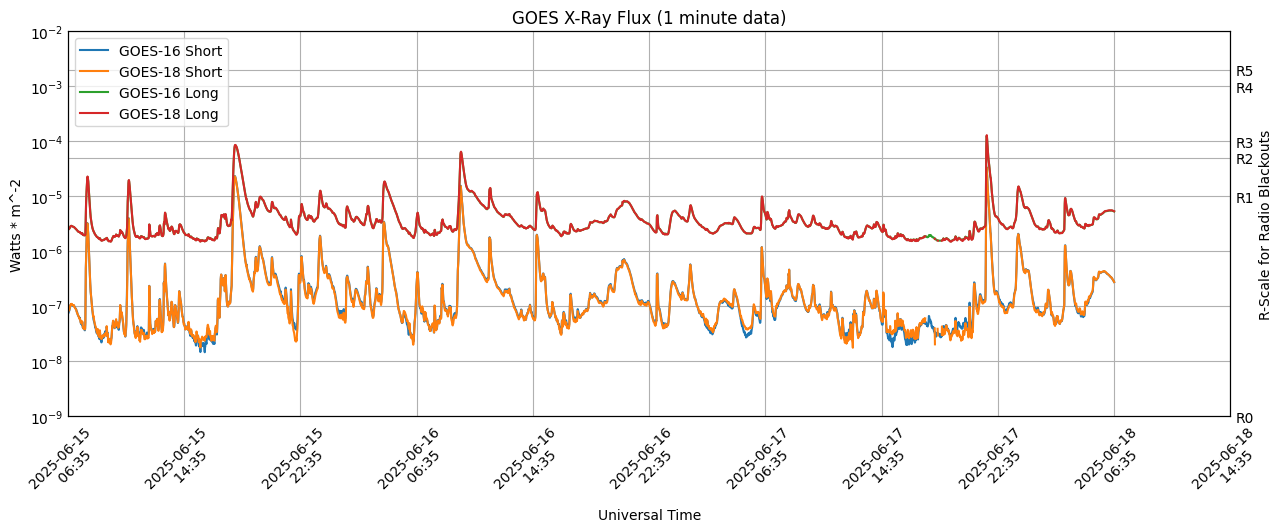 GOES X-Ray Flux (1 minute data)
GOES-16 Short
GOES-18 Short
GOES-16 Long
GOES-18 Long
10^-2
10^-3
10^-4
10^-5
10^-6
10^-7
10^-8
10^-9
Watts * m^-2
R5
R4
R3
R2
R1
R0
R-Scale for Radio Blackouts
2025-06-15
06:35
2025-06-15
14:35
2025-06-15
22:35
2025-06-16
06:35
2025-06-16
14:35
2025-06-16
22:35
2025-06-17
06:35
2025-06-17
14:35
2025-06-17
22:35
2025-06-18
06:35
2025-06-18
14:35
Universal Time